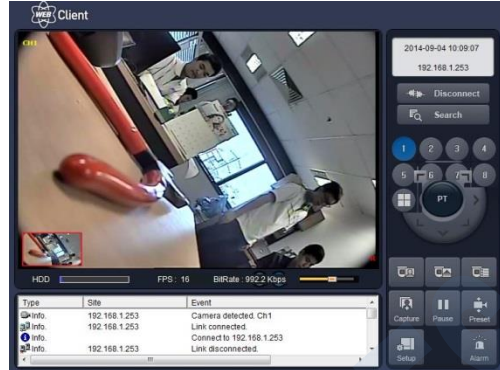 WEB Client
CH1
2014-09-04 10:09:07
192.168.1.253
Disconnect
Search
1 2 3 4
5 6 7 8
PT
HDD FPS : 16 BitRate : 992.2 Kbps
Type Site Event
Info. 192.168.1.253 Camera detected. Ch1
Info. 192.168.1.253 Link connected.
Info. Connect to 192.168.1.253
Info. 192.168.1.253 Link disconnected.
Capture Pause Preset
Setup Alarm